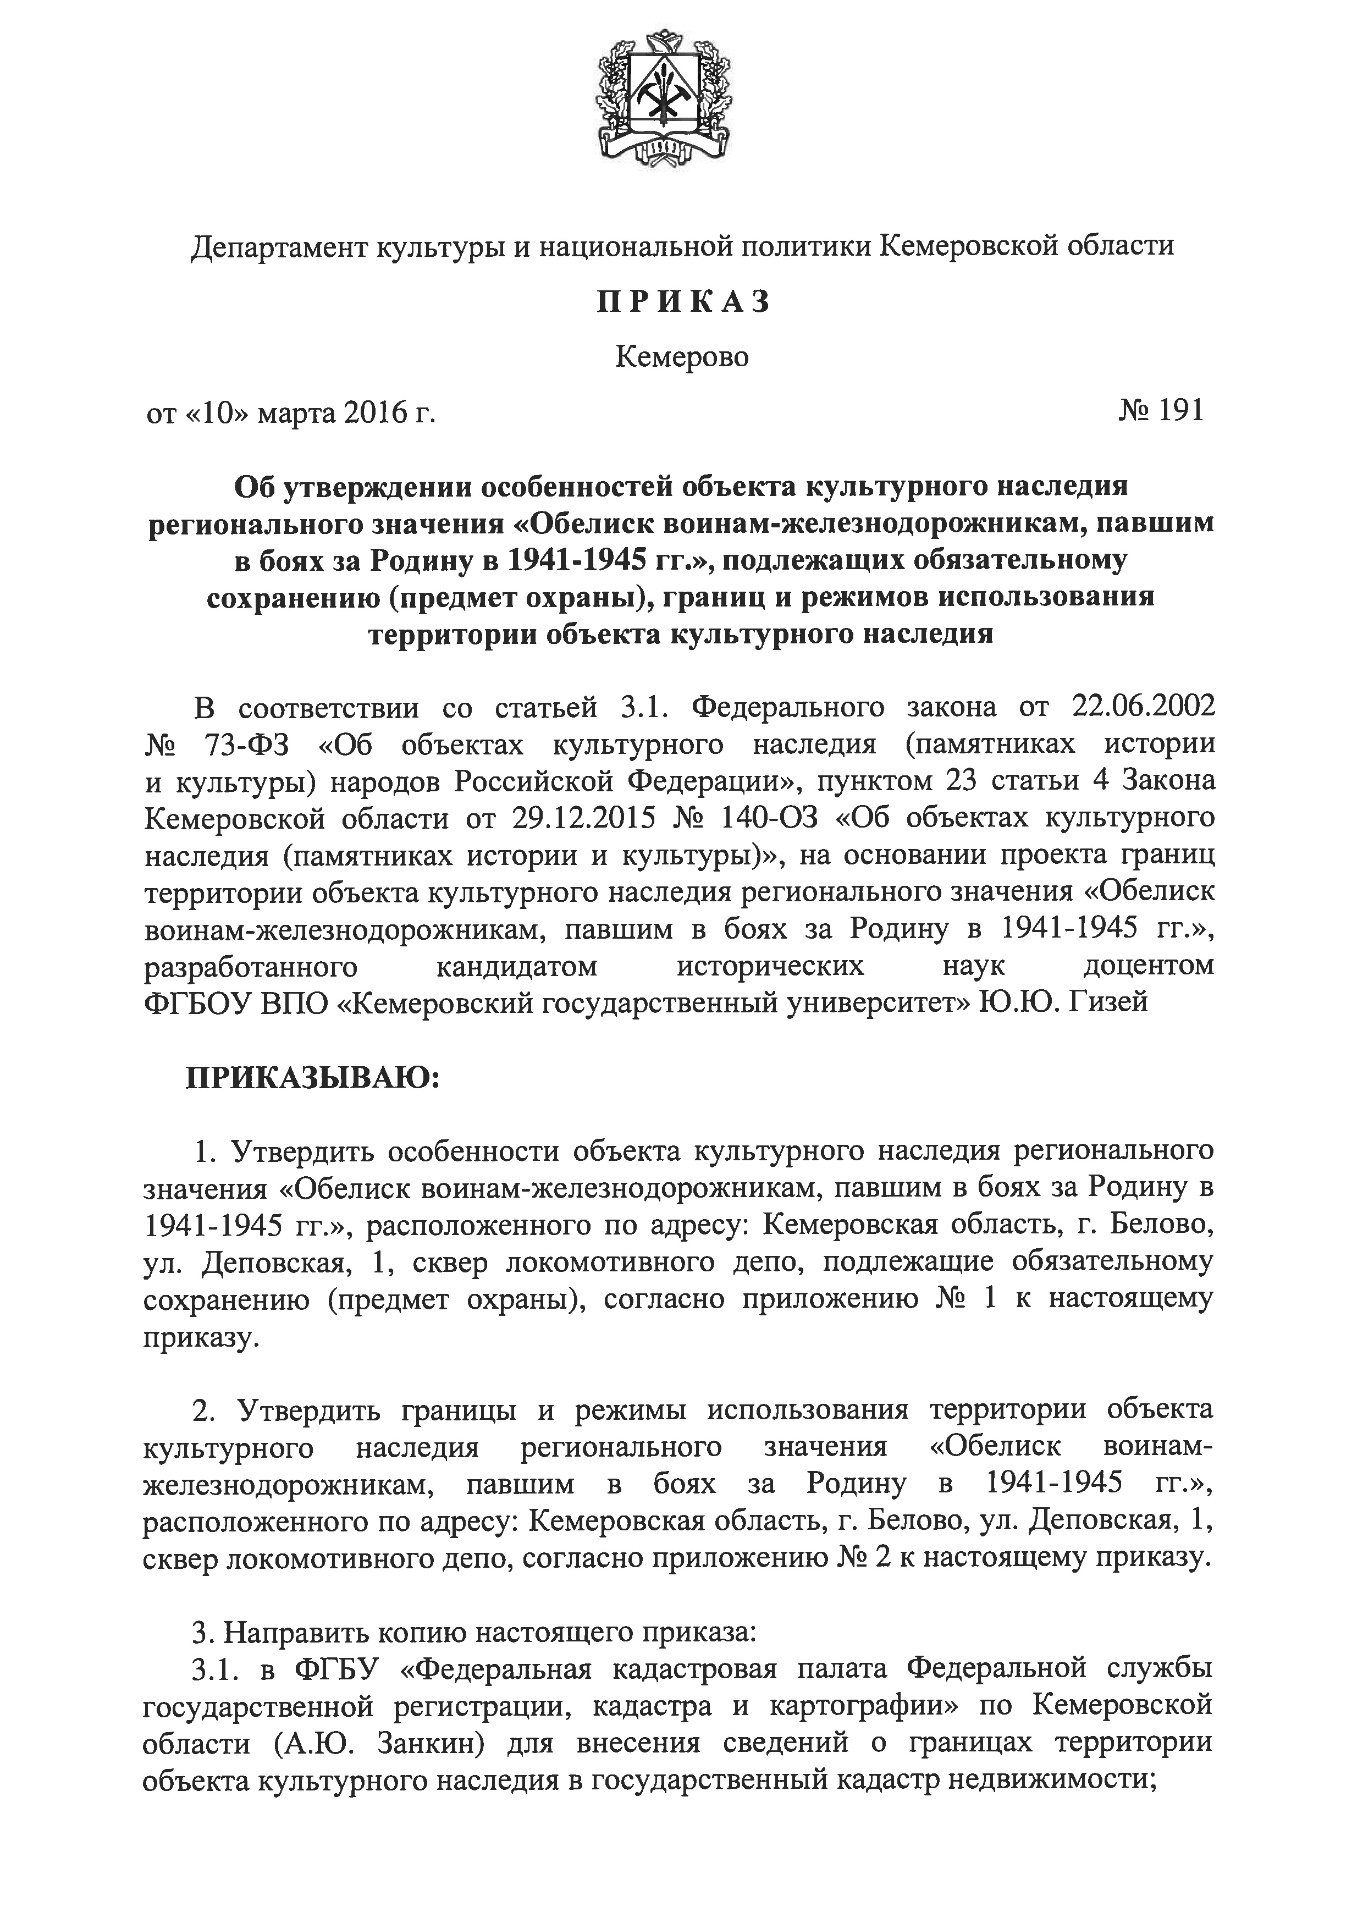 1943
Департамент культуры и национальной политики Кемеровской области
П Р И К А З
Кемерово
от «10» марта 2016 г. № 191
Об утверждении особенностей объекта культурного наследия
регионального значения «Обелиск воинам-железнодорожникам, павшим
в боях за Родину в 1941-1945 гг.», подлежащих обязательному
сохранению (предмет охраны), границ и режимов использования
территории объекта культурного наследия
В соответствии со статьей 3.1. Федерального закона от 22.06.2002
№ 73-ФЗ «Об объектах культурного наследия (памятниках истории
и культуры) народов Российской Федерации», пунктом 23 статьи 4 Закона
Кемеровской области от 29.12.2015 № 140-ОЗ «Об объектах культурного
наследия (памятниках истории и культуры)», на основании проекта границ
территории объекта культурного наследия регионального значения «Обелиск
воинам-железнодорожникам, павшим в боях за Родину в 1941-1945 гг.»,
разработанного кандидатом исторических наук доцентом
ФГБОУ ВПО «Кемеровский государственный университет» Ю.Ю. Гизей
ПРИКАЗЫВАЮ:
1. Утвердить особенности объекта культурного наследия регионального
значения «Обелиск воинам-железнодорожникам, павшим в боях за Родину в
1941-1945 гг.», расположенного по адресу: Кемеровская область, г. Белово,
ул. Деповская, 1, сквер локомотивного депо, подлежащие обязательному
сохранению (предмет охраны), согласно приложению № 1 к настоящему
приказу.
2. Утвердить границы и режимы использования территории объекта
культурного наследия регионального значения «Обелиск воинам-
железнодорожникам, павшим в боях за Родину в 1941-1945 гг.»,
расположенного по адресу: Кемеровская область, г. Белово, ул. Деповская, 1,
сквер локомотивного депо, согласно приложению № 2 к настоящему приказу.
3. Направить копию настоящего приказа:
3.1. в ФГБУ «Федеральная кадастровая палата Федеральной службы
государственной регистрации, кадастра и картографии» по Кемеровской
области (А.Ю. Занкин) для внесения сведений о границах территории
объекта культурного наследия в государственный кадастр недвижимости;